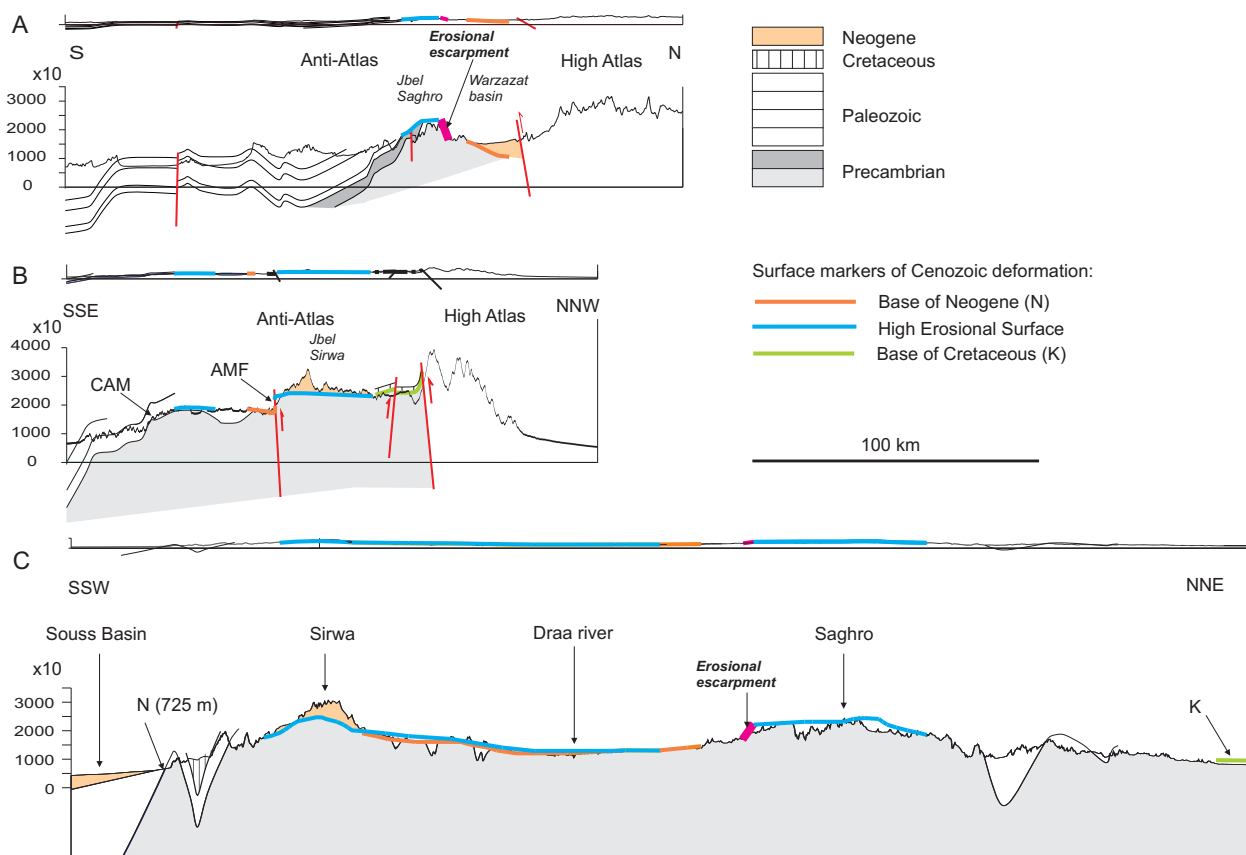 A
S
Anti-Atlas
Erosional
escarpment
High Atlas
N
Jbel
Saghro
Warzazat
basin
x10
3000
2000
1000
0
Neogene
Cretaceous
Paleozoic
Precambrian
B
SSE
NNW
Anti-Atlas
High Atlas
Jbel
Sirwa
x10
4000
3000
2000
1000
0
CAM
AMF
Surface markers of Cenozoic deformation:
Base of Neogene (N)
High Erosional Surface
Base of Cretaceous (K)
100 km
C
SSW
NNE
Souss Basin
Sirwa
Draa river
Saghro
Erosional
escarpment
x10
3000
2000
1000
0
N (725 m)
K